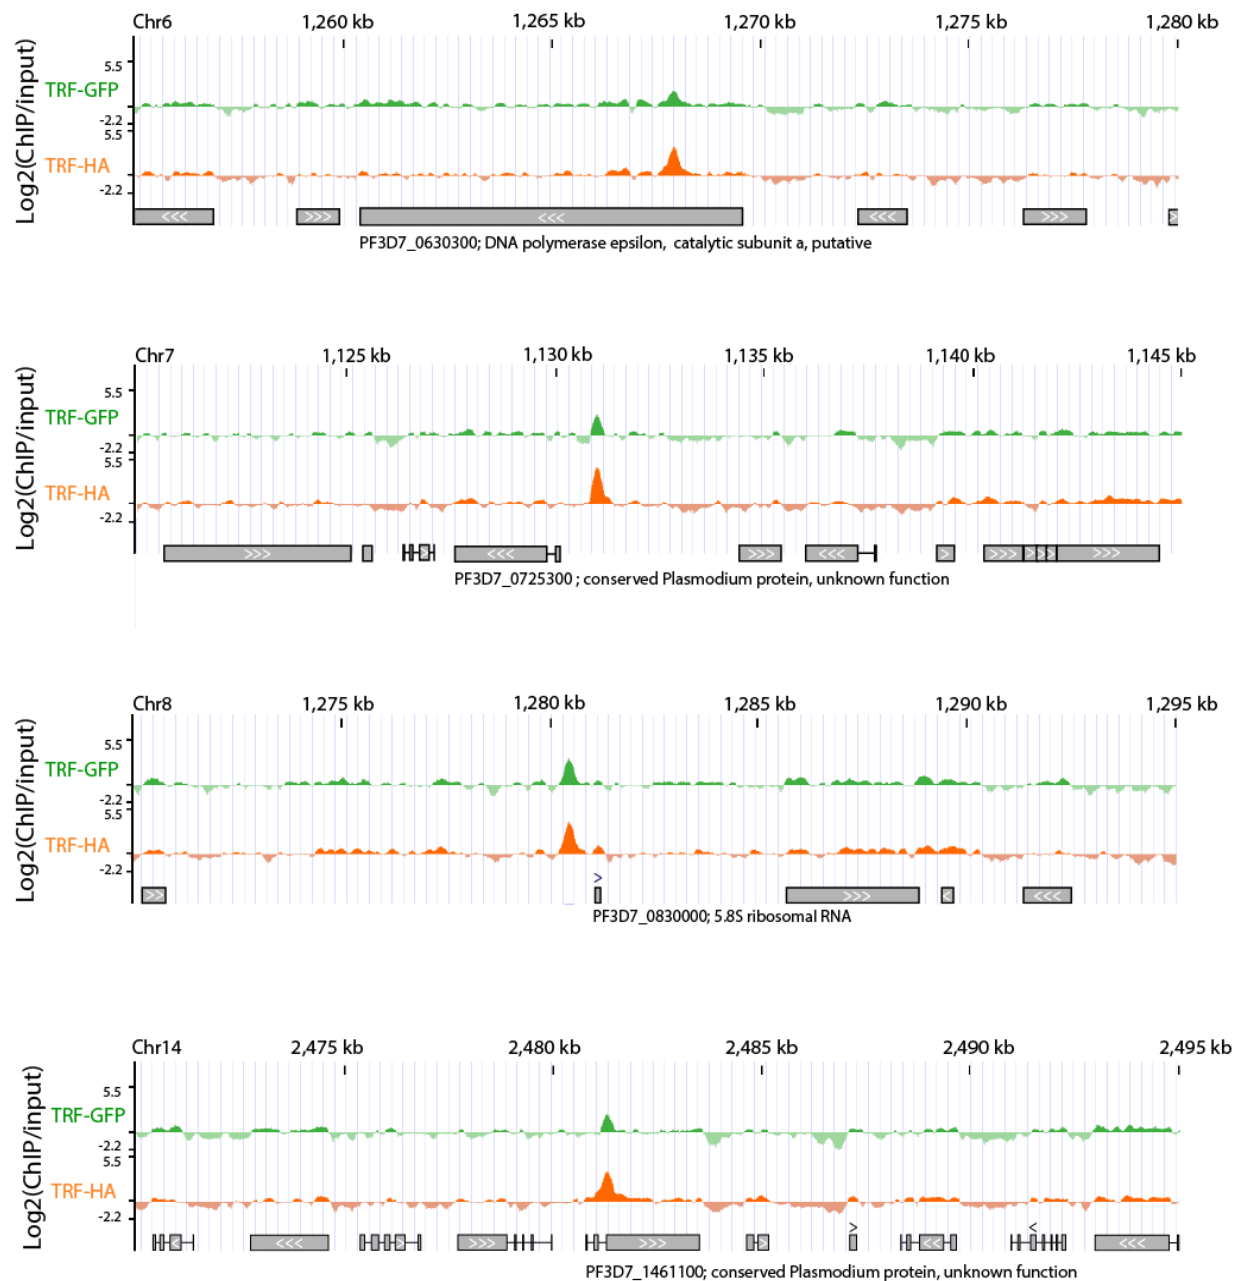 Chr6 1,260 kb 1,265 kb 1,270 kb 1,275 kb 1,280 kb
Log2(ChIP/input)
5.5
TRF-GFP
-2.2
5.5
TRF-HA
-2.2
<<< >>> <<< <<< >>> >
PF3D7_0630300; DNA polymerase epsilon, catalytic subunit a, putative
Chr7 1,125 kb 1,130 kb 1,135 kb 1,140 kb 1,145 kb
Log2(ChIP/input)
5.5
TRF-GFP
-2.2
5.5
TRF-HA
-2.2
>>> > <<< >>> <<< > >>> >>> >>>
PF3D7_0725300 ; conserved Plasmodium protein, unknown function
Chr8 1,275 kb 1,280 kb 1,285 kb 1,290 kb 1,295 kb
Log2(ChIP/input)
5.5
TRF-GFP
-2.2
5.5
TRF-HA
-2.2
>
>> >>> < <<<
PF3D7_0830000; 5.8S ribosomal RNA
Chr14 2,475 kb 2,480 kb 2,485 kb 2,490 kb 2,495 kb
Log2(ChIP/input)
5.5
TRF-GFP
-2.2
5.5
TRF-HA
-2.2
> <
< <<< > >>> >>> > << <<<
PF3D7_1461100; conserved Plasmodium protein, unknown function